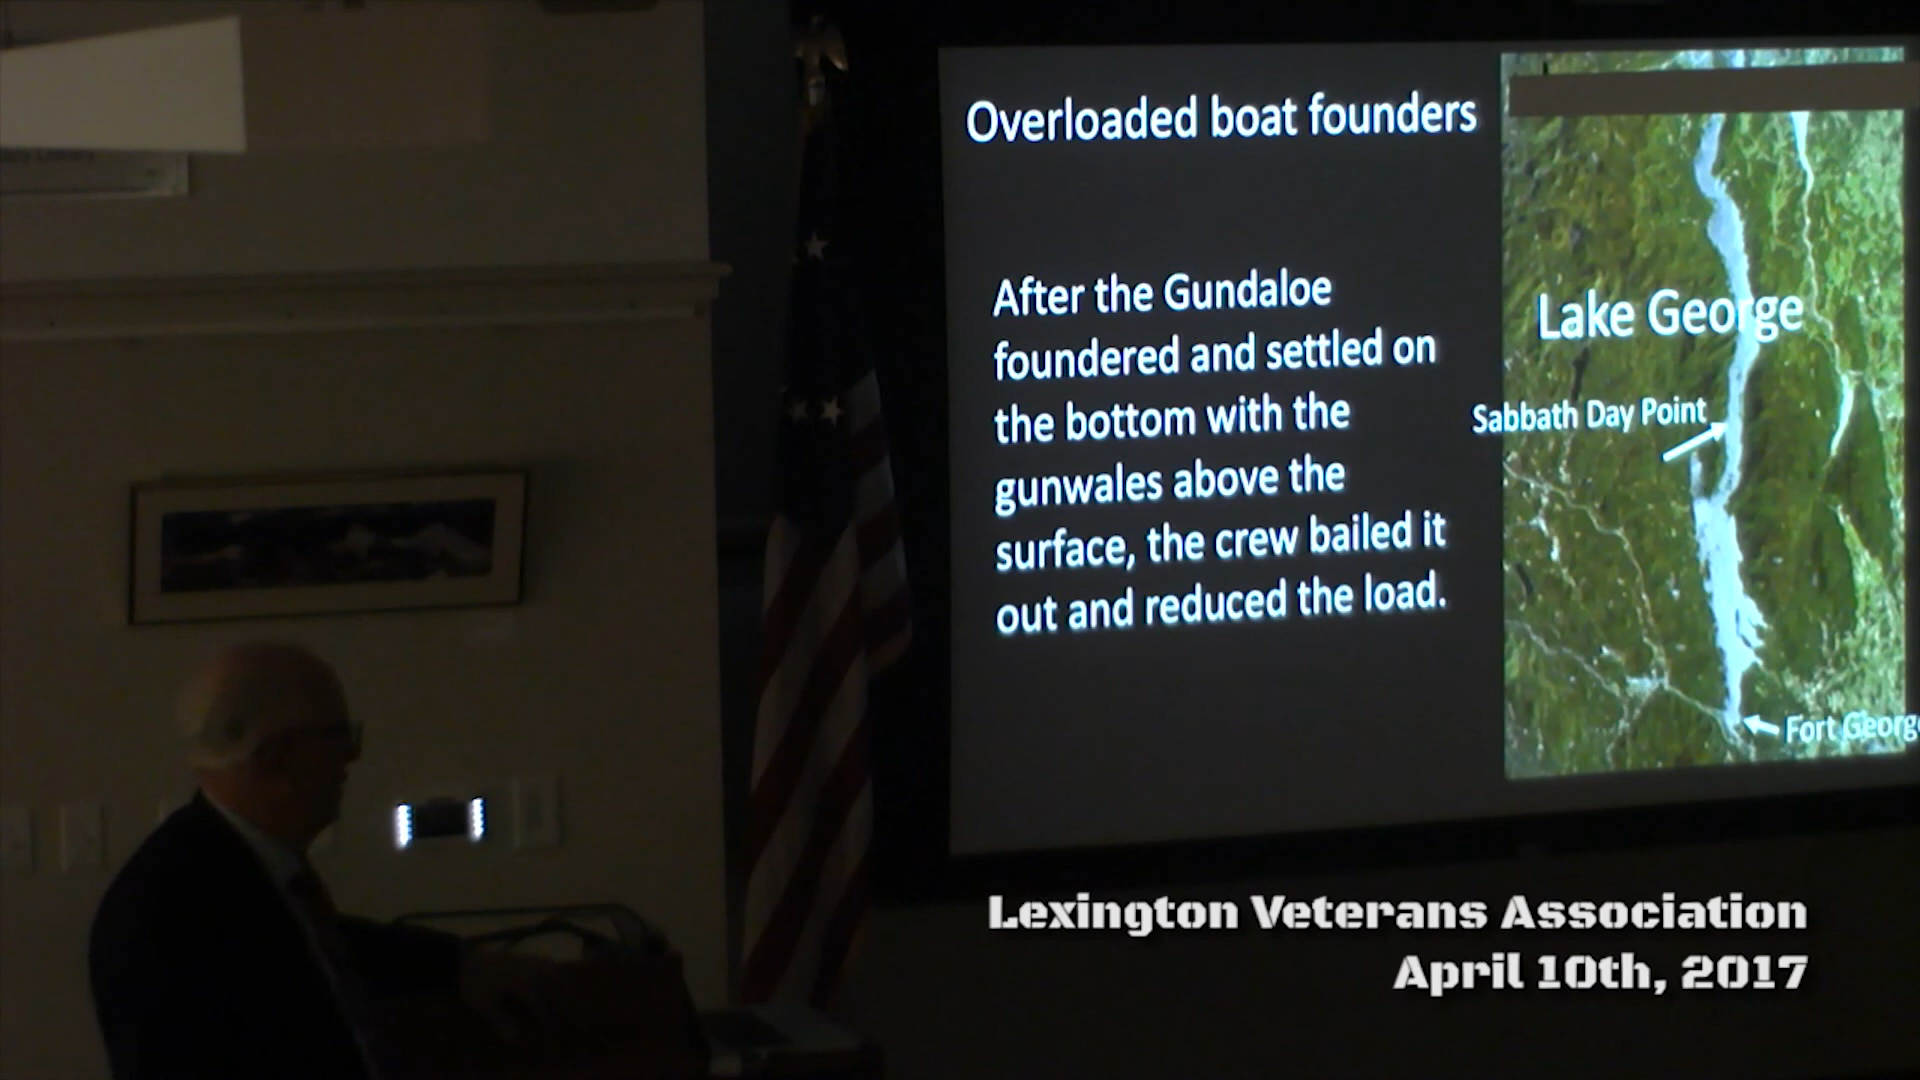 Overloaded boat founders
After the Gundaloe
foundered and settled on
the bottom with the
gunwales above the
surface, the crew bailed it
out and reduced the load.
Lake George
Sabbath Day Point
Fort George
Lexington Veterans Association
April 10th, 2017